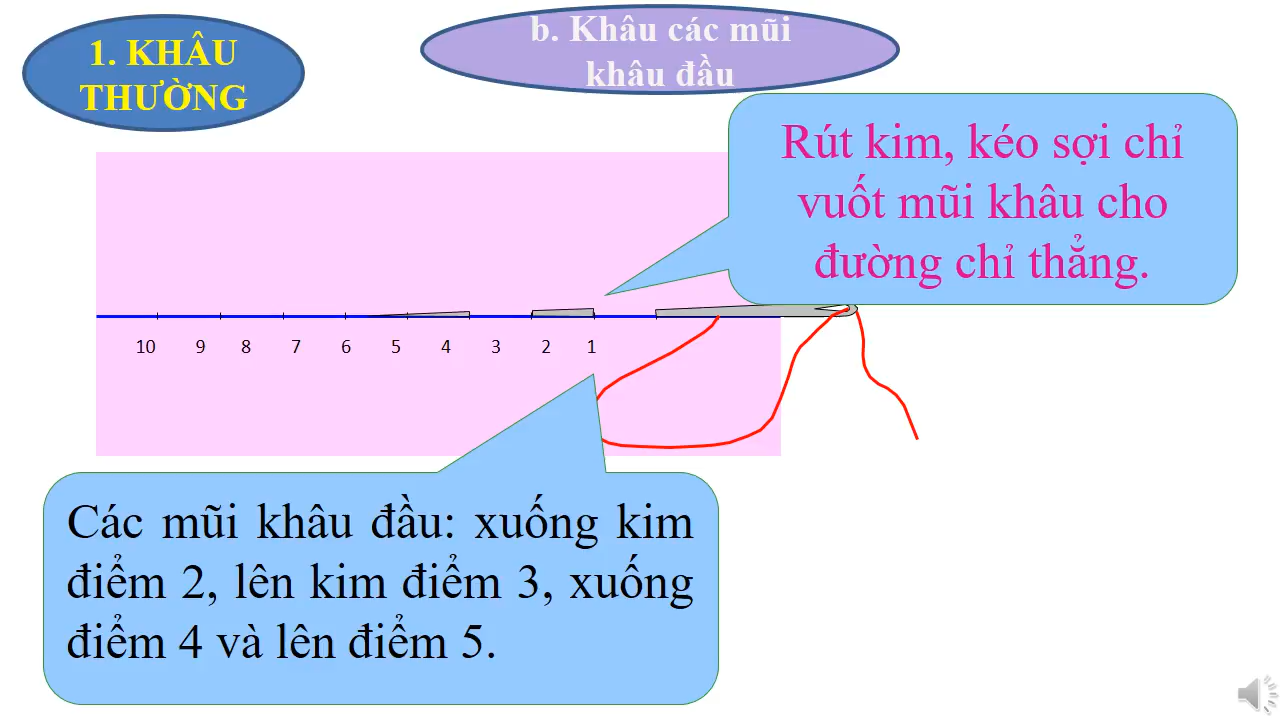 1. KHÂU
THƯỜNG
b. Khâu các mũi
khâu đầu
Rút kim, kéo sợi chỉ
vuốt mũi khâu cho
đường chỉ thẳng.
10 9 8 7 6 5 4 3 2 1
Các mũi khâu đầu: xuống kim
điểm 2, lên kim điểm 3, xuống
điểm 4 và lên điểm 5.